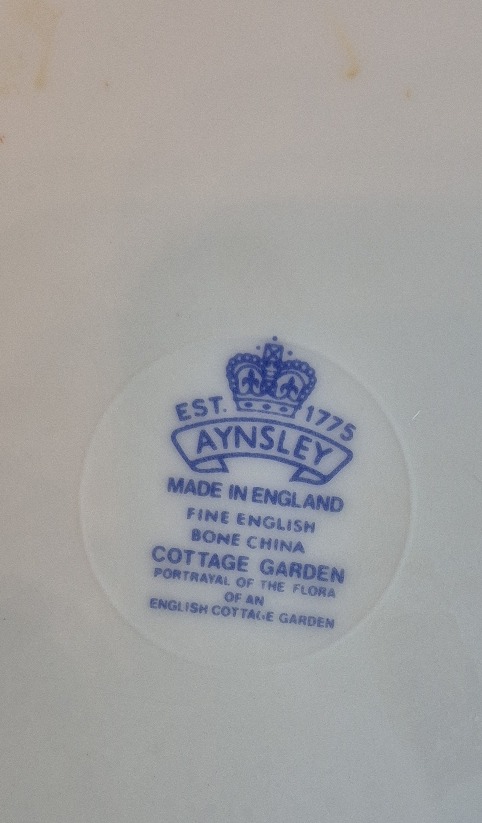 EST. 1775
AYNSLEY
MADE IN ENGLAND
FINE ENGLISH
BONE CHINA
COTTAGE GARDEN
PORTRAYAL OF THE FLORA
OF AN
ENGLISH COTTAGE GARDEN